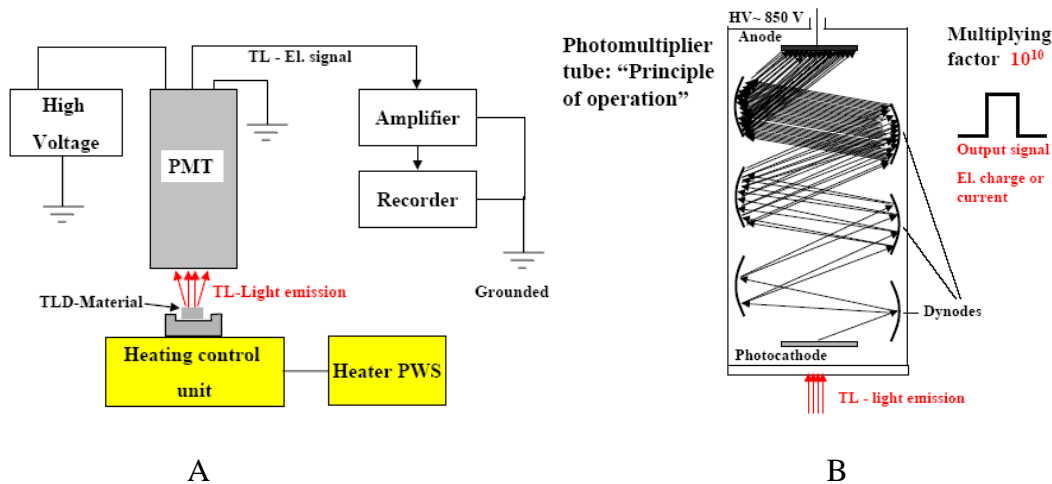 TL - El. signal
High
Voltage
PMT
Amplifier
Recorder
TL-Light emission
Grounded
TLD-Material
Heating control
unit
Heater PWS
A
Photomultiplier
tube: “Principle
of operation”
HV~ 850 V
Anode
Multiplying
factor 10¹⁰
Output signal
El. charge or
current
Dynodes
Photocathode
TL - light emission
B